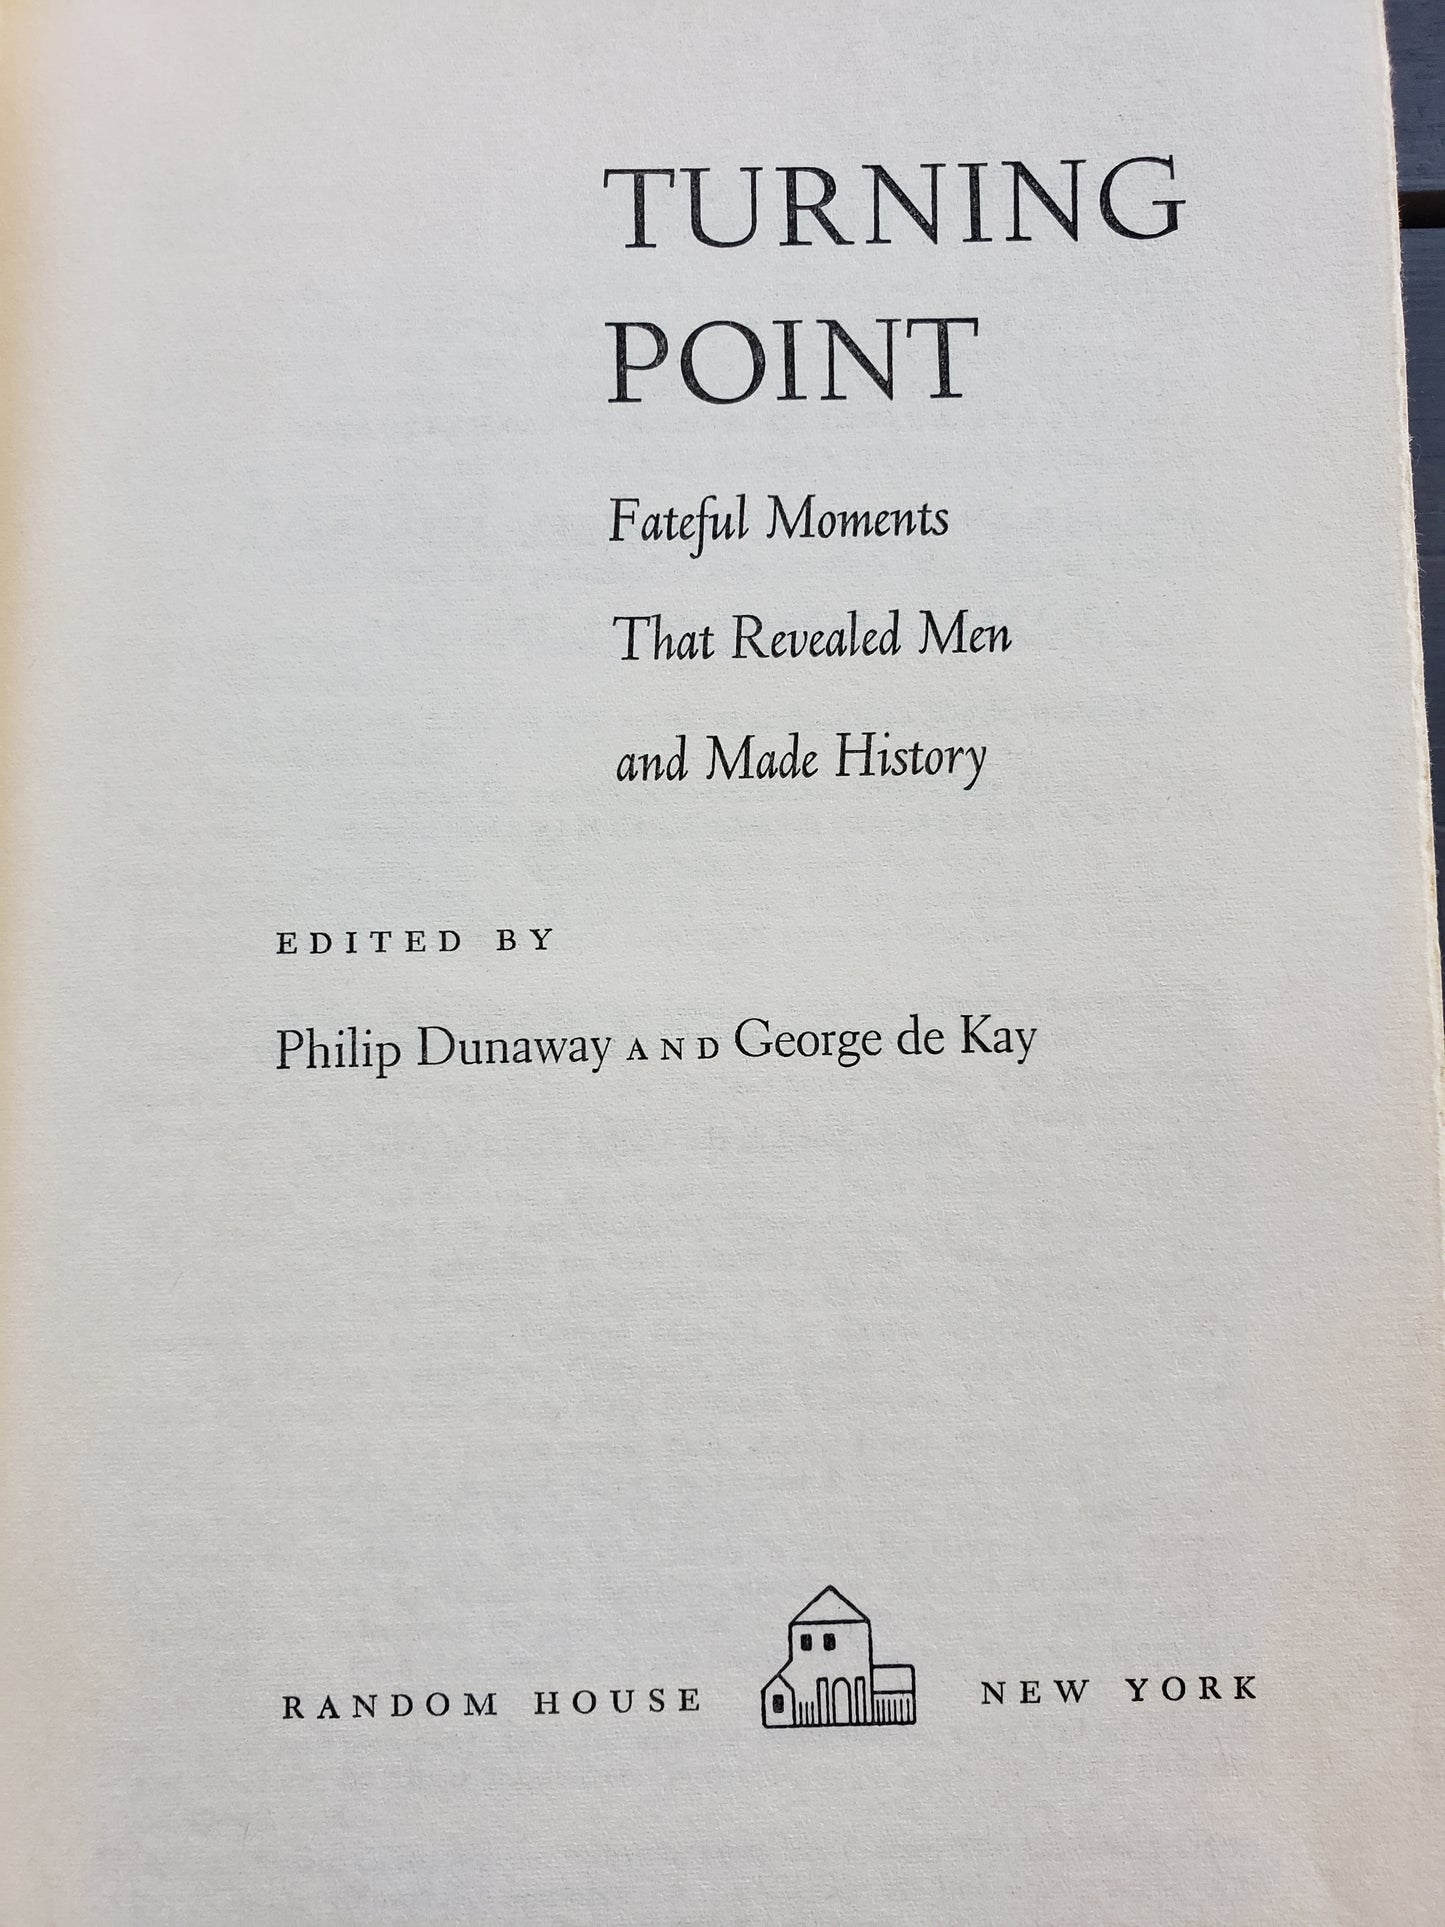 TURNING
POINT
Fateful Moments
That Revealed Men
and Made History
EDITED BY
Philip Dunaway AND George de Kay
RANDOM HOUSE NEW YORK